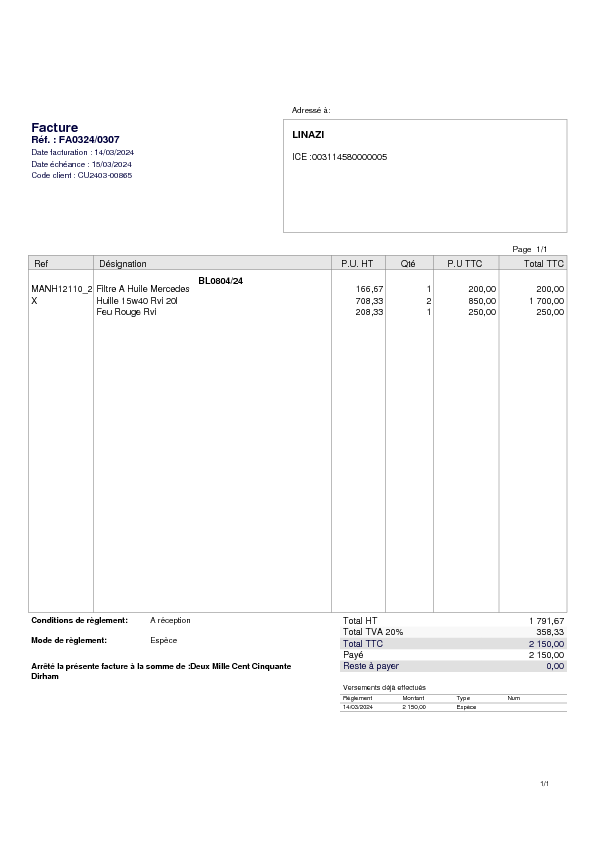 Adressé à:
Facture
Réf. : FA0324/0307
Date facturation : 14/03/2024
Date échéance : 15/03/2024
Code client : CU2403-00865
LINAZI
ICE :003114580000005
Page 1/1
Ref Désignation P.U. HT Qté P.U TTC Total TTC
BL0804/24
MANH12110_2 Filtre A Huile Mercedes 166,67 1 200,00 200,00
X Huille 15w40 Rvi 20l 708,33 2 850,00 1 700,00
Feu Rouge Rvi 208,33 1 250,00 250,00
Conditions de règlement: A réception
Mode de règlement: Espèce
Arrêté la présente facture à la somme de :Deux Mille Cent Cinquante
Dirham
Total HT 1 791,67
Total TVA 20% 358,33
Total TTC 2 150,00
Payé 2 150,00
Reste à payer 0,00
Versements déjà effectués
Règlement Montant Type Num
14/03/2024 2 150,00 Espèce
1/1